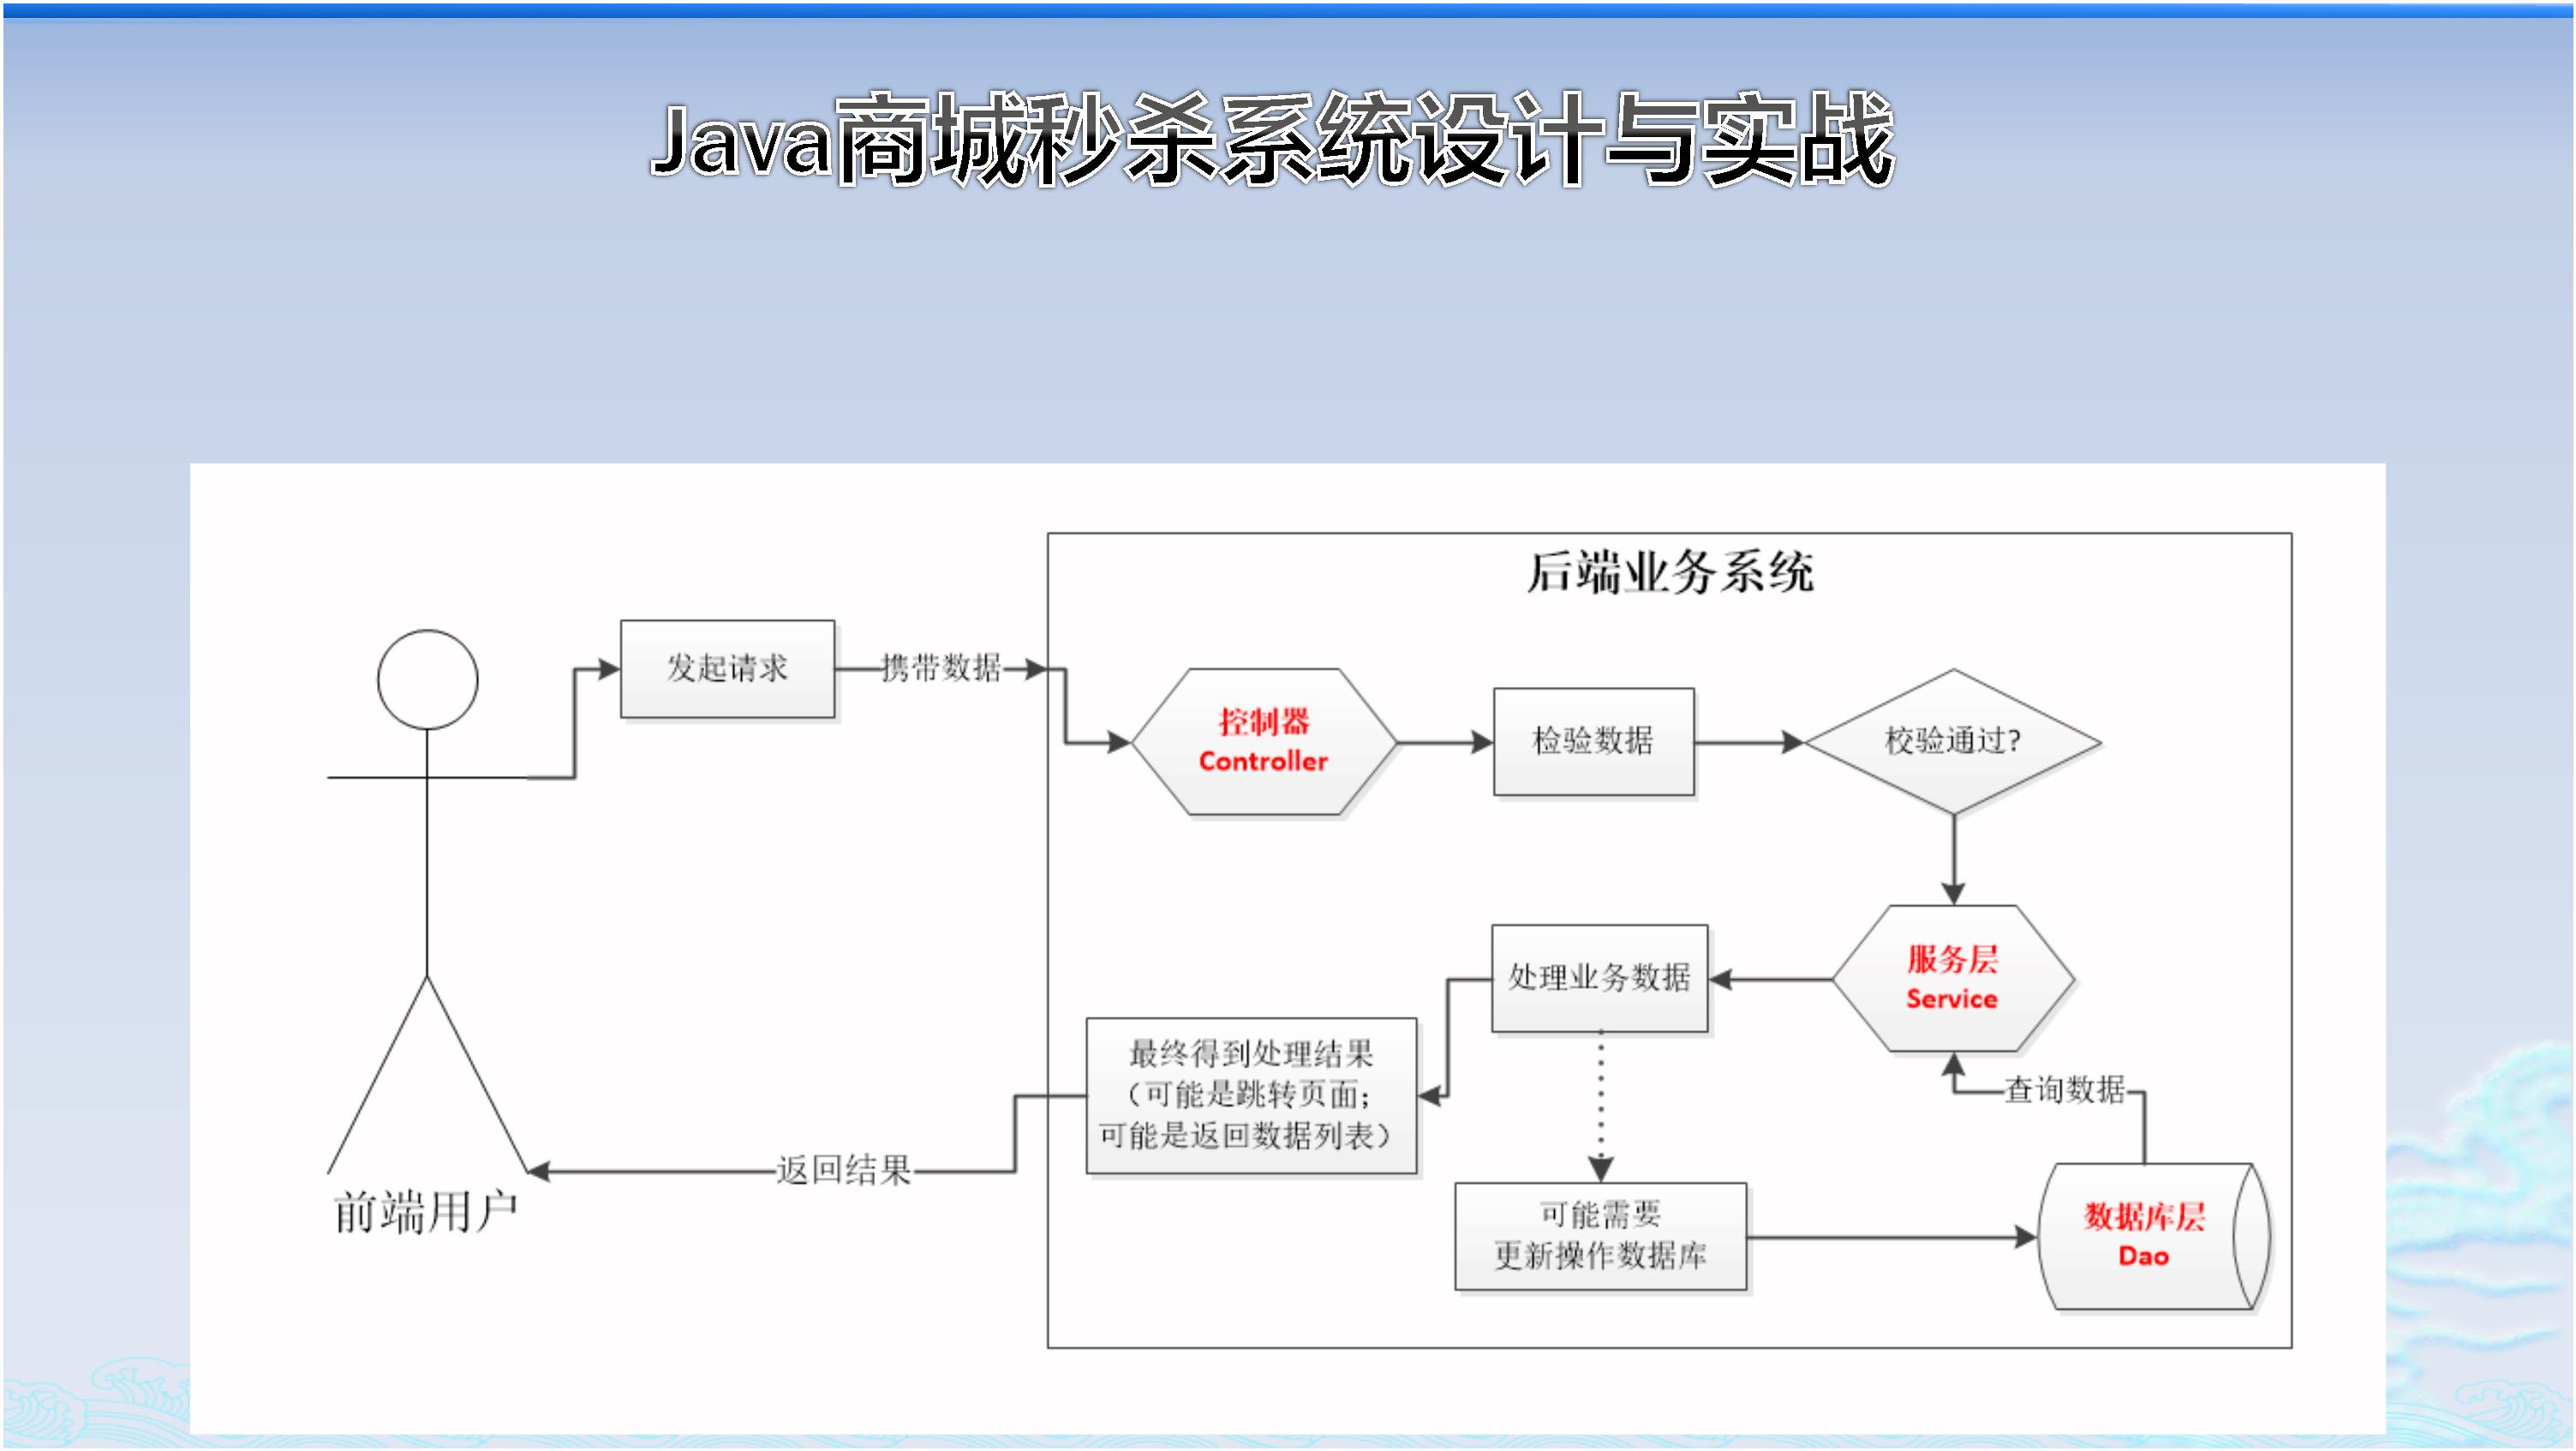 Java商城秒杀系统设计与实战
后端业务系统
发起请求
携带数据
控制器
Controller
检验数据
校验通过?
服务层
Service
处理业务数据
最终得到处理结果
（可能是跳转页面；
可能是返回数据列表）
查询数据
返回结果
前端用户
可能需要
更新操作数据库
数据库层
Dao